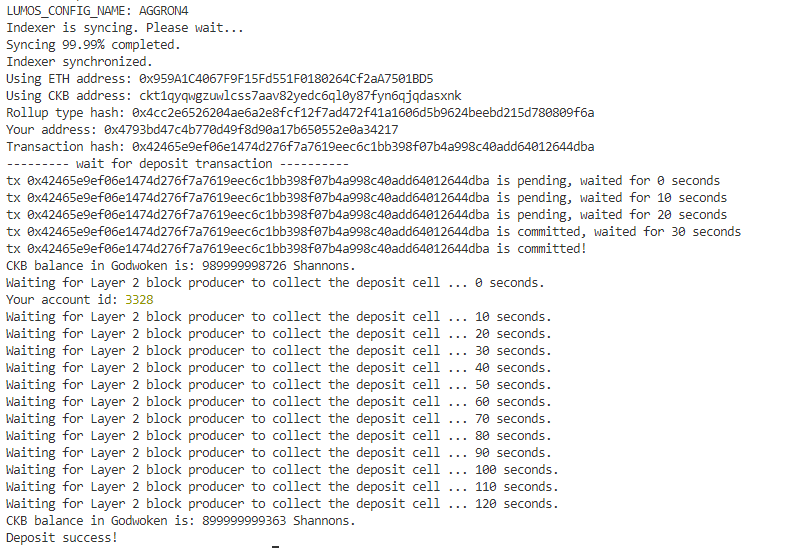 LUMOS_CONFIG_NAME: AGGRON4
Indexer is syncing. Please wait...
Syncing 99.99% completed.
Indexer synchronized.
Using ETH address: 0x959A1C4067F9F15Fd551F0180264Cf2aA7501BD5
Using CKB address: ckt1qyqwgzuwlcss7aav82yedc6ql0y87fyn6qjqdasxnk
Rollup type hash: 0x4cc2e6526204ae6a2e8fcf12f7ad472f41a1606d5b9624beebd215d780809f6a
Your address: 0x4793bd47c4b770d49f8d90a17b650552e0a34217
Transaction hash: 0x42465e9ef06e1474d276f7a7619eec6c1bb398f07b4a998c40add64012644dba
--------- wait for deposit transaction ----------
tx 0x42465e9ef06e1474d276f7a7619eec6c1bb398f07b4a998c40add64012644dba is pending, waited for 0 seconds
tx 0x42465e9ef06e1474d276f7a7619eec6c1bb398f07b4a998c40add64012644dba is pending, waited for 10 seconds
tx 0x42465e9ef06e1474d276f7a7619eec6c1bb398f07b4a998c40add64012644dba is pending, waited for 20 seconds
tx 0x42465e9ef06e1474d276f7a7619eec6c1bb398f07b4a998c40add64012644dba is committed, waited for 30 seconds
tx 0x42465e9ef06e1474d276f7a7619eec6c1bb398f07b4a998c40add64012644dba is committed!
CKB balance in Godwoken is: 989999998726 Shannons.
Waiting for Layer 2 block producer to collect the deposit cell ... 0 seconds.
Your account id: 3328
Waiting for Layer 2 block producer to collect the deposit cell ... 10 seconds.
Waiting for Layer 2 block producer to collect the deposit cell ... 20 seconds.
Waiting for Layer 2 block producer to collect the deposit cell ... 30 seconds.
Waiting for Layer 2 block producer to collect the deposit cell ... 40 seconds.
Waiting for Layer 2 block producer to collect the deposit cell ... 50 seconds.
Waiting for Layer 2 block producer to collect the deposit cell ... 60 seconds.
Waiting for Layer 2 block producer to collect the deposit cell ... 70 seconds.
Waiting for Layer 2 block producer to collect the deposit cell ... 80 seconds.
Waiting for Layer 2 block producer to collect the deposit cell ... 90 seconds.
Waiting for Layer 2 block producer to collect the deposit cell ... 100 seconds.
Waiting for Layer 2 block producer to collect the deposit cell ... 110 seconds.
Waiting for Layer 2 block producer to collect the deposit cell ... 120 seconds.
CKB balance in Godwoken is: 899999999363 Shannons.
Deposit success!